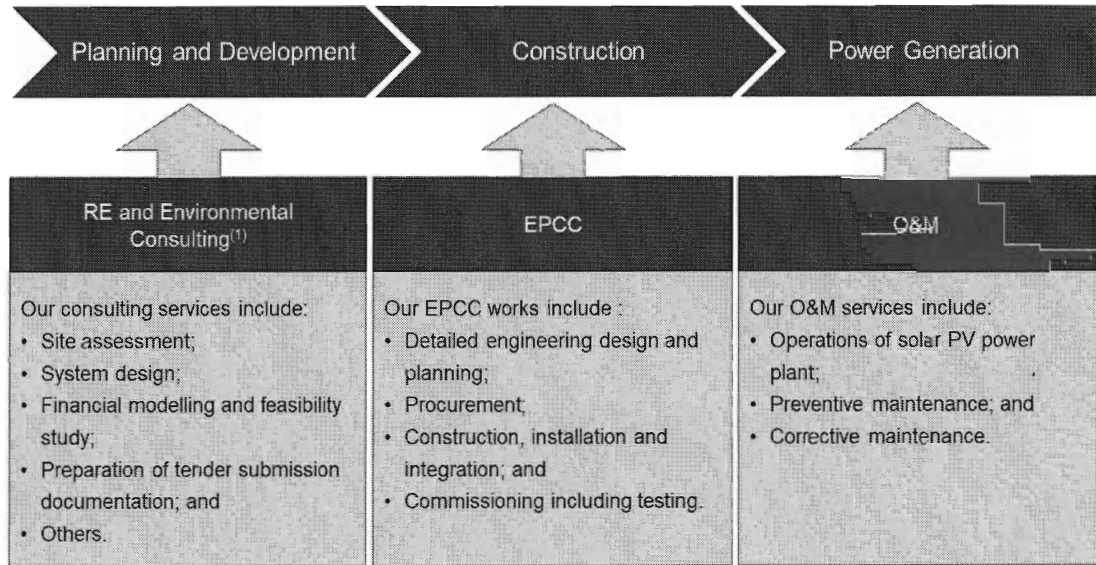 Planning and Development
Construction
Power Generation
RE and Environmental
Consulting(1)
Our consulting services include:
• Site assessment;
• System design;
• Financial modelling and feasibility
study;
• Preparation of tender submission
documentation; and
• Others.
EPCC
Our EPCC works include :
• Detailed engineering design and
planning;
• Procurement;
• Construction, installation and
integration; and
• Commissioning including testing.
O&M
Our O&M services include:
• Operations of solar PV power
plant;
• Preventive maintenance; and
• Corrective maintenance.